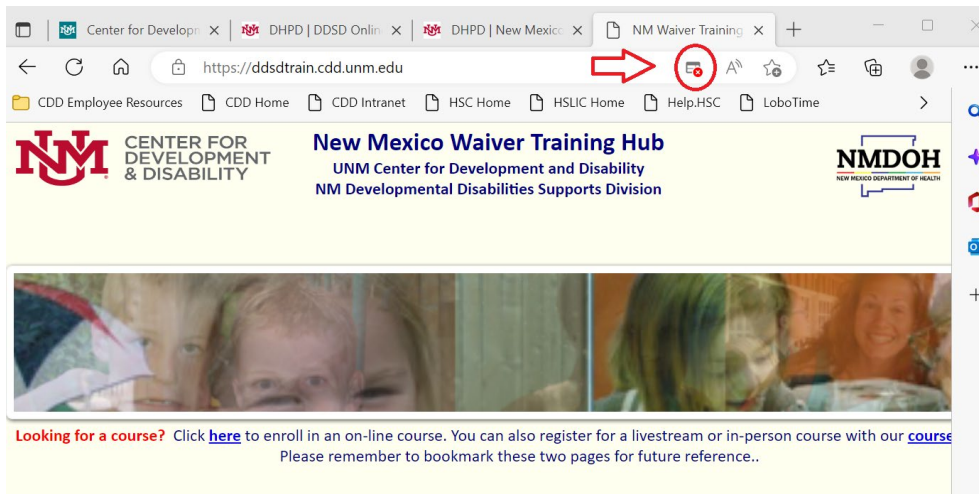 Center for Developm
DHPD | DDSD Onlin
DHPD | New Mexico
NM Waiver Training
https://ddsdtrain.cdd.unm.edu
CDD Employee Resources
CDD Home
CDD Intranet
HSC Home
HSLIC Home
Help.HSC
LoboTime
UNM
CENTER FOR
DEVELOPMENT
& DISABILITY
New Mexico Waiver Training Hub
UNM Center for Development and Disability
NM Developmental Disabilities Supports Division
NMDOH
NEW MEXICO DEPARTMENT OF HEALTH
Looking for a course? Click here to enroll in an on-line course. You can also register for a livestream or in-person course with our course
Please remember to bookmark these two pages for future reference..